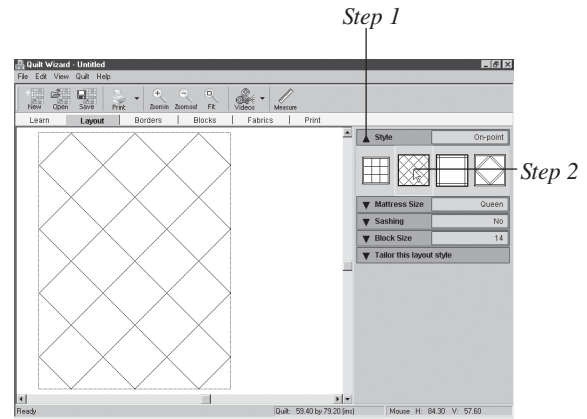 Step 1
Quilt Wizard - Untitled
File Edit View Quilt Help
New Open Save Print Zoomin Zoomout Fit Videos Measure
Learn Layout Borders Blocks Fabrics Print
Style On-point
Step 2
Mattress Size Queen
Sashing No
Block Size 14
Tailor this layout style
Ready Quilt: 59.40 by 79.20 (ins) Mouse H: 84.30 V: 57.60